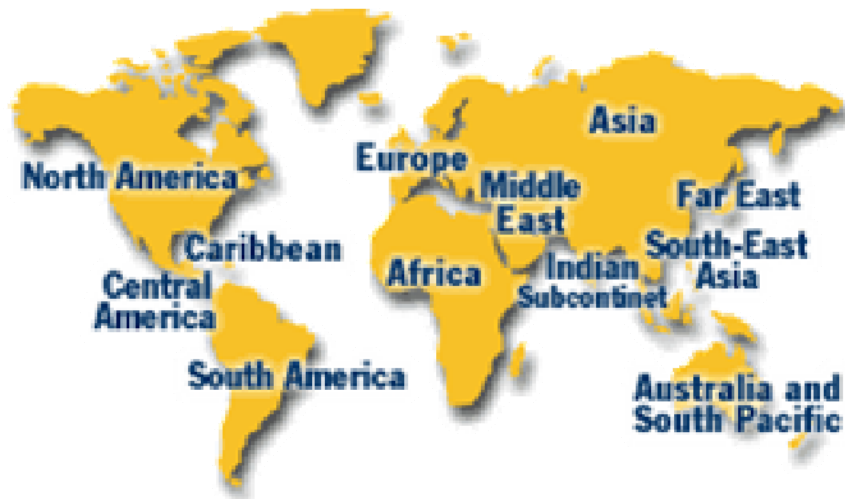 Asia
Europe
North America
Middle
East
Far East
Caribbean
South-East
Asia
Africa
Indian
Subcontinet
Central
America
South America
Australia and
South Pacific